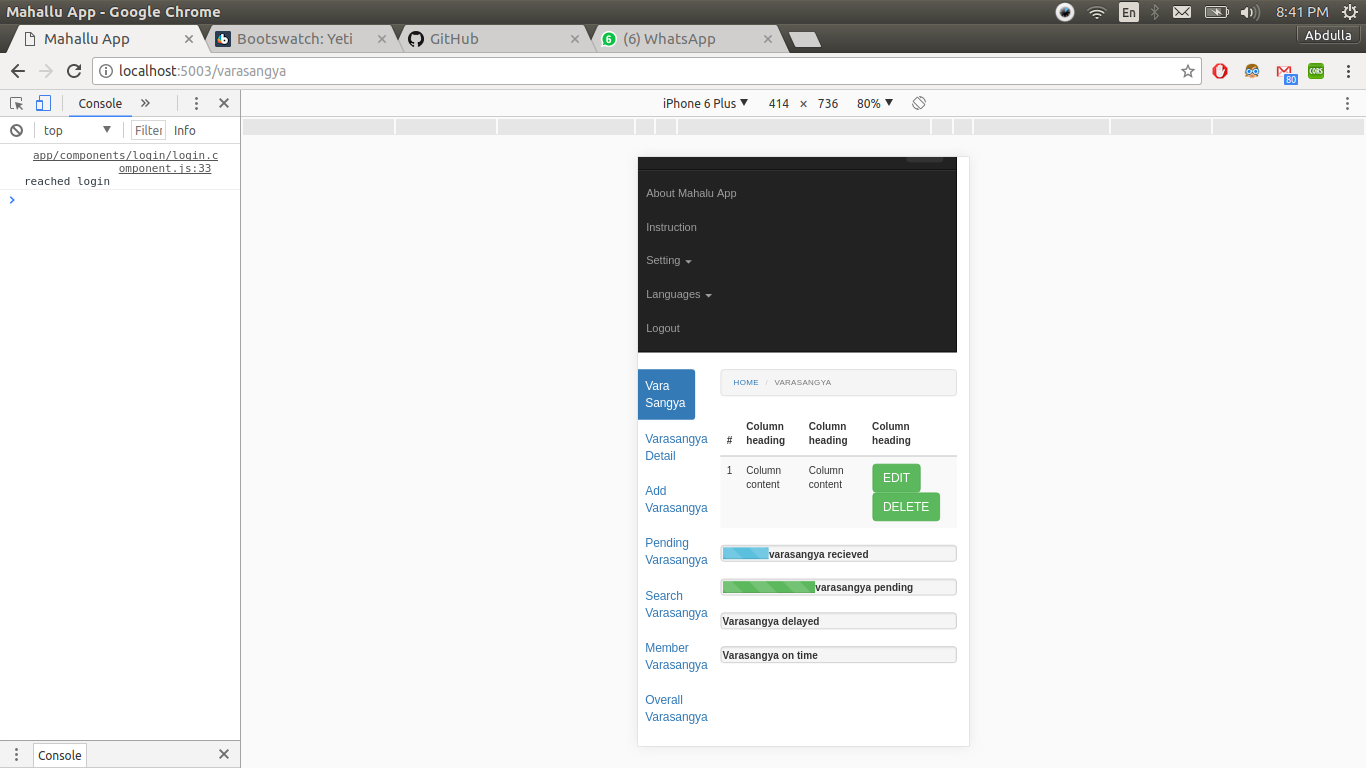 Mahallu App - Google Chrome
En
8:41 PM
Mahallu App
Bootswatch: Yeti
GitHub
6
(6) WhatsApp
Abdulla
localhost:5003/varasangya
80
CORS
Console
iPhone 6 Plus
414 × 736
80%
top
Filter
Info
app/components/login/login.c
omponent.js:33
reached login
About Mahalu App
Instruction
Setting
Languages
Logout
Vara
Sangya
Varasangya
Detail
Add
Varasangya
Pending
Varasangya
Search
Varasangya
Member
Varasangya
Overall
Varasangya
HOME / VARASANGYA
# Column heading Column heading Column heading
1 Column content Column content EDIT
DELETE
varasangya recieved
varasangya pending
Varasangya delayed
Varasangya on time
Console